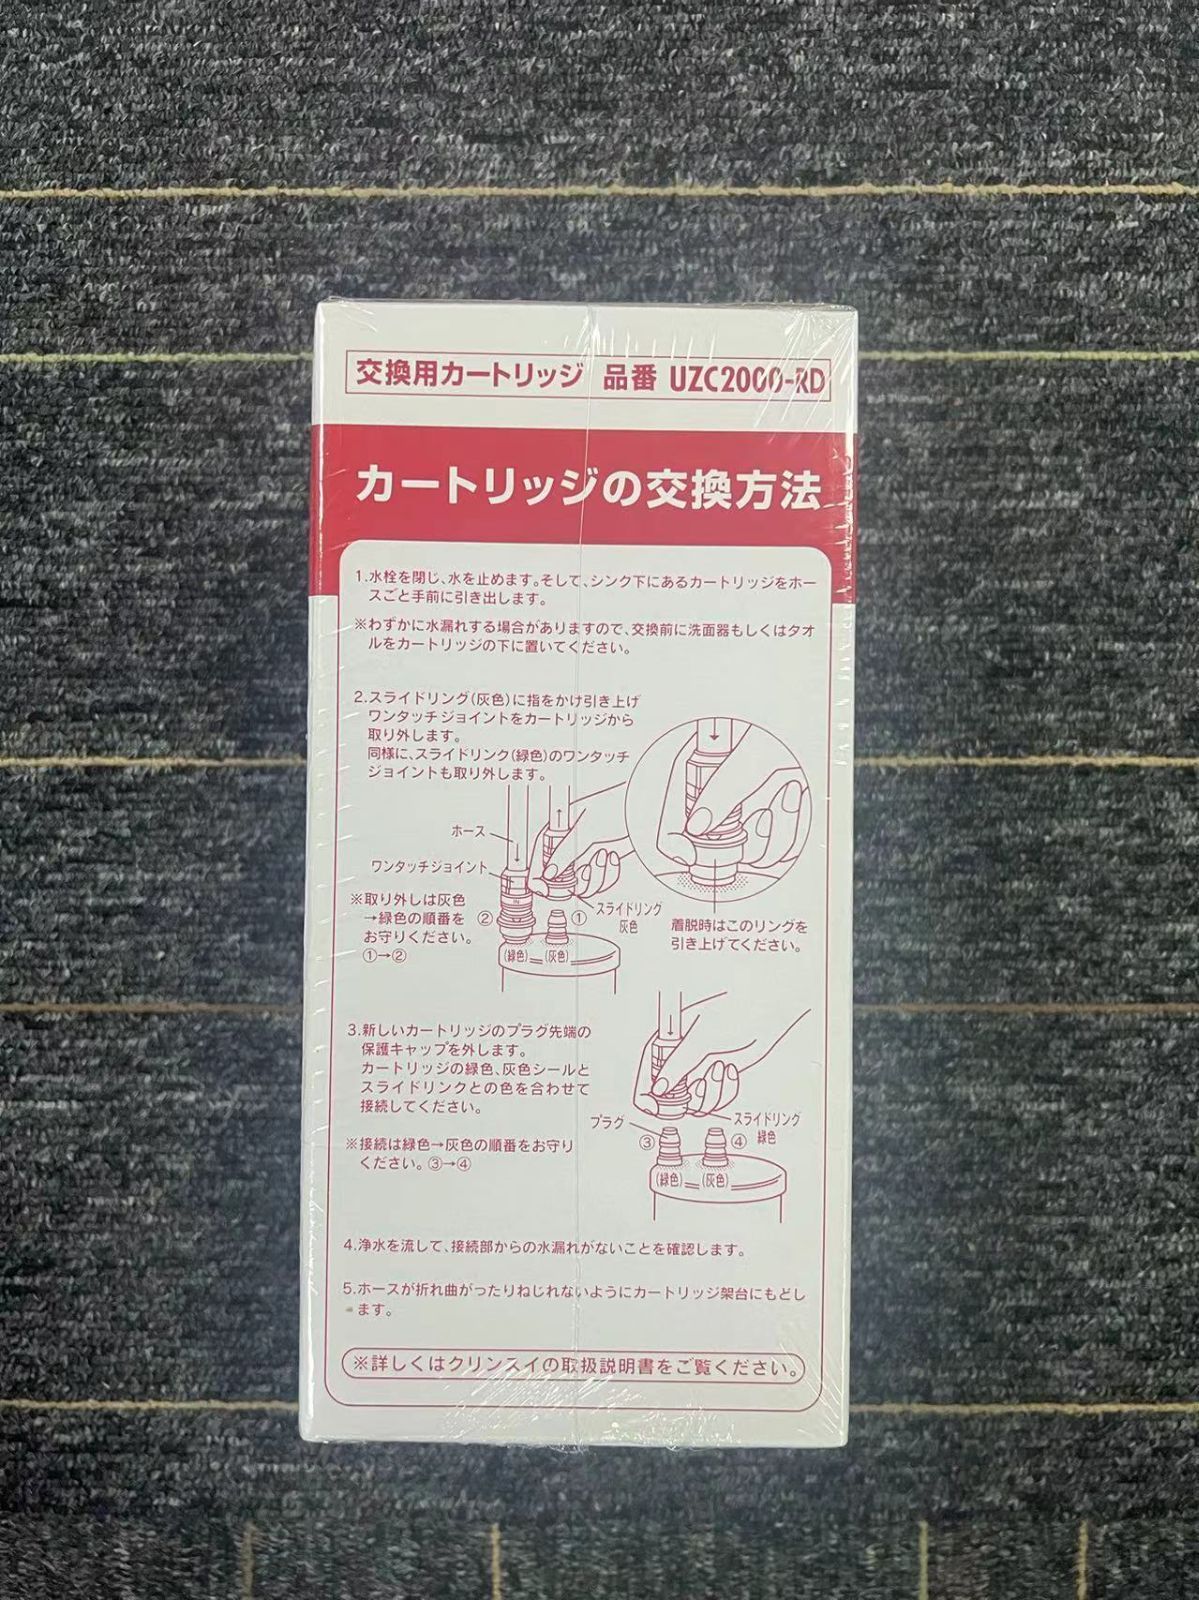 交換用カートリッジ 品番 UZC2000-RD
カートリッジの交換方法
1.水栓を閉じ、水を止めます。そして、シンク下にあるカートリッジをホー
スごと手前に引き出します。
※わずかに水漏れする場合がありますので、交換前に洗面器もしくはタオ
ルをカートリッジの下に置いてください。
2.スライドリング(灰色)に指をかけ引き上げ
ワンタッチジョイントをカートリッジから
取り外します。
同様に、スライドリンク(緑色)のワンタッチ
ジョイントも取り外します。
ホース
ワンタッチジョイント
※取り外しは灰色
→緑色の順番を
お守りください。
①→②
②
IN
①
スライドリング
灰色
(緑色)
(灰色)
着脱時はこのリングを
引き上げてください。
3.新しいカートリッジのプラグ先端の
保護キャップを外します。
カートリッジの緑色、灰色シールと
スライドリンクとの色を合わせて
接続してください。
※接続は緑色→灰色の順番をお守り
ください。③→④
プラグ
③
④
スライドリング
緑色
(緑色)
(灰色)
4.浄水を流して、接続部からの水漏れがないことを確認します。
5.ホースが折れ曲がったりねじれないようにカートリッジ架台にもどし
ます。
※詳しくはクリンスイの取扱説明書をご覧ください。